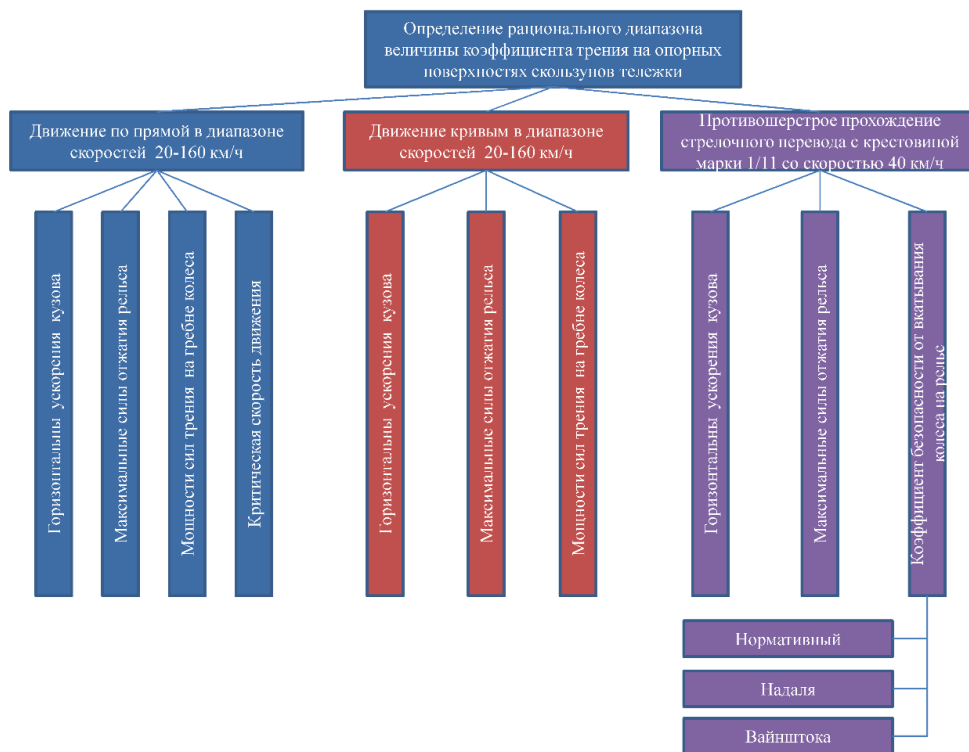 Определение рационального диапазона
величины коэффициента трения на опорных
поверхностях скользунов тележки
Движение по прямой в диапазоне
скоростей 20-160 км/ч
Движение кривым в диапазоне
скоростей 20-160 км/ч
Противошерстрое прохождение
стрелочного перевода с крестовиной
марки 1/11 со скоростью 40 км/ч
Горизонтальны ускорения кузова
Максимальные силы отжатия рельса
Мощности сил трения на гребне колеса
Критическая скорость движения
Горизонтальны ускорения кузова
Максимальные силы отжатия рельса
Мощности сил трения на гребне колеса
Горизонтальны ускорения кузова
Максимальные силы отжатия рельса
Коэффициент безопасности от вкатывания
колеса на рельс
Нормативный
Надаля
Вайнштока